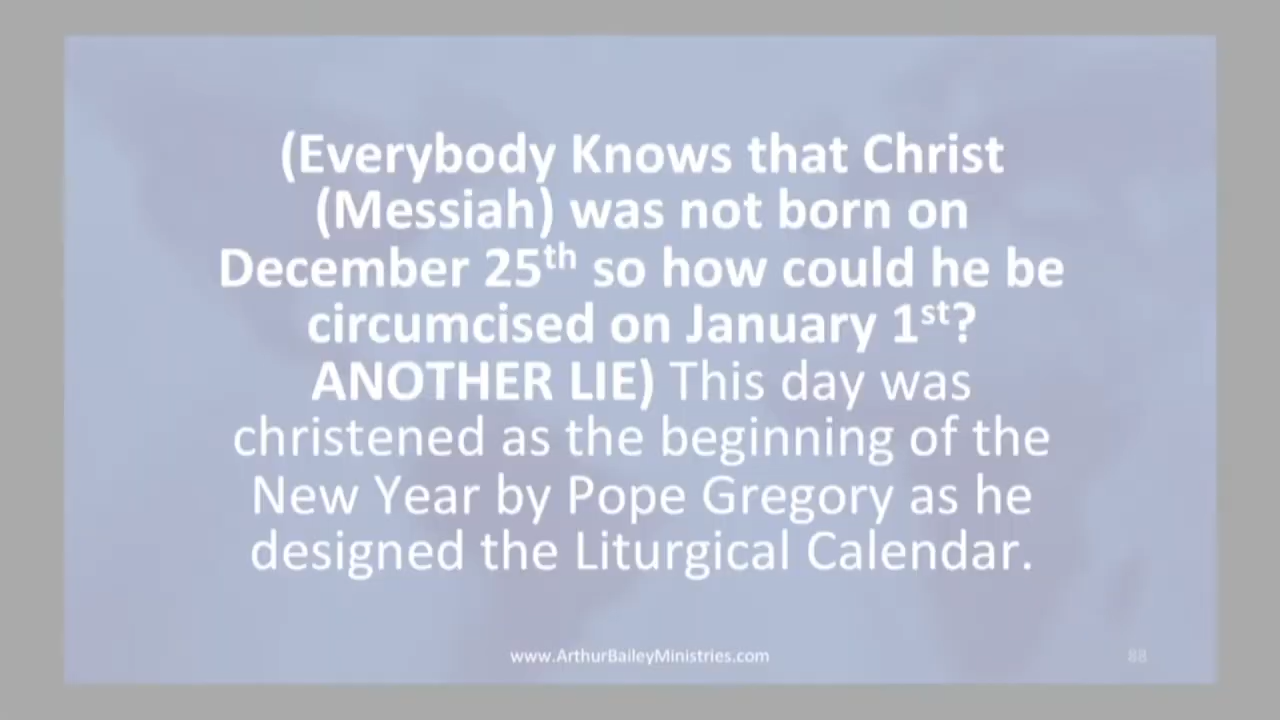 (Everybody Knows that Christ
(Messiah) was not born on
December 25th so how could he be
circumcised on January 1st?
ANOTHER LIE) This day was
christened as the beginning of the
New Year by Pope Gregory as he
designed the Liturgical Calendar.
www.ArthurBaileyMinistries.com
88